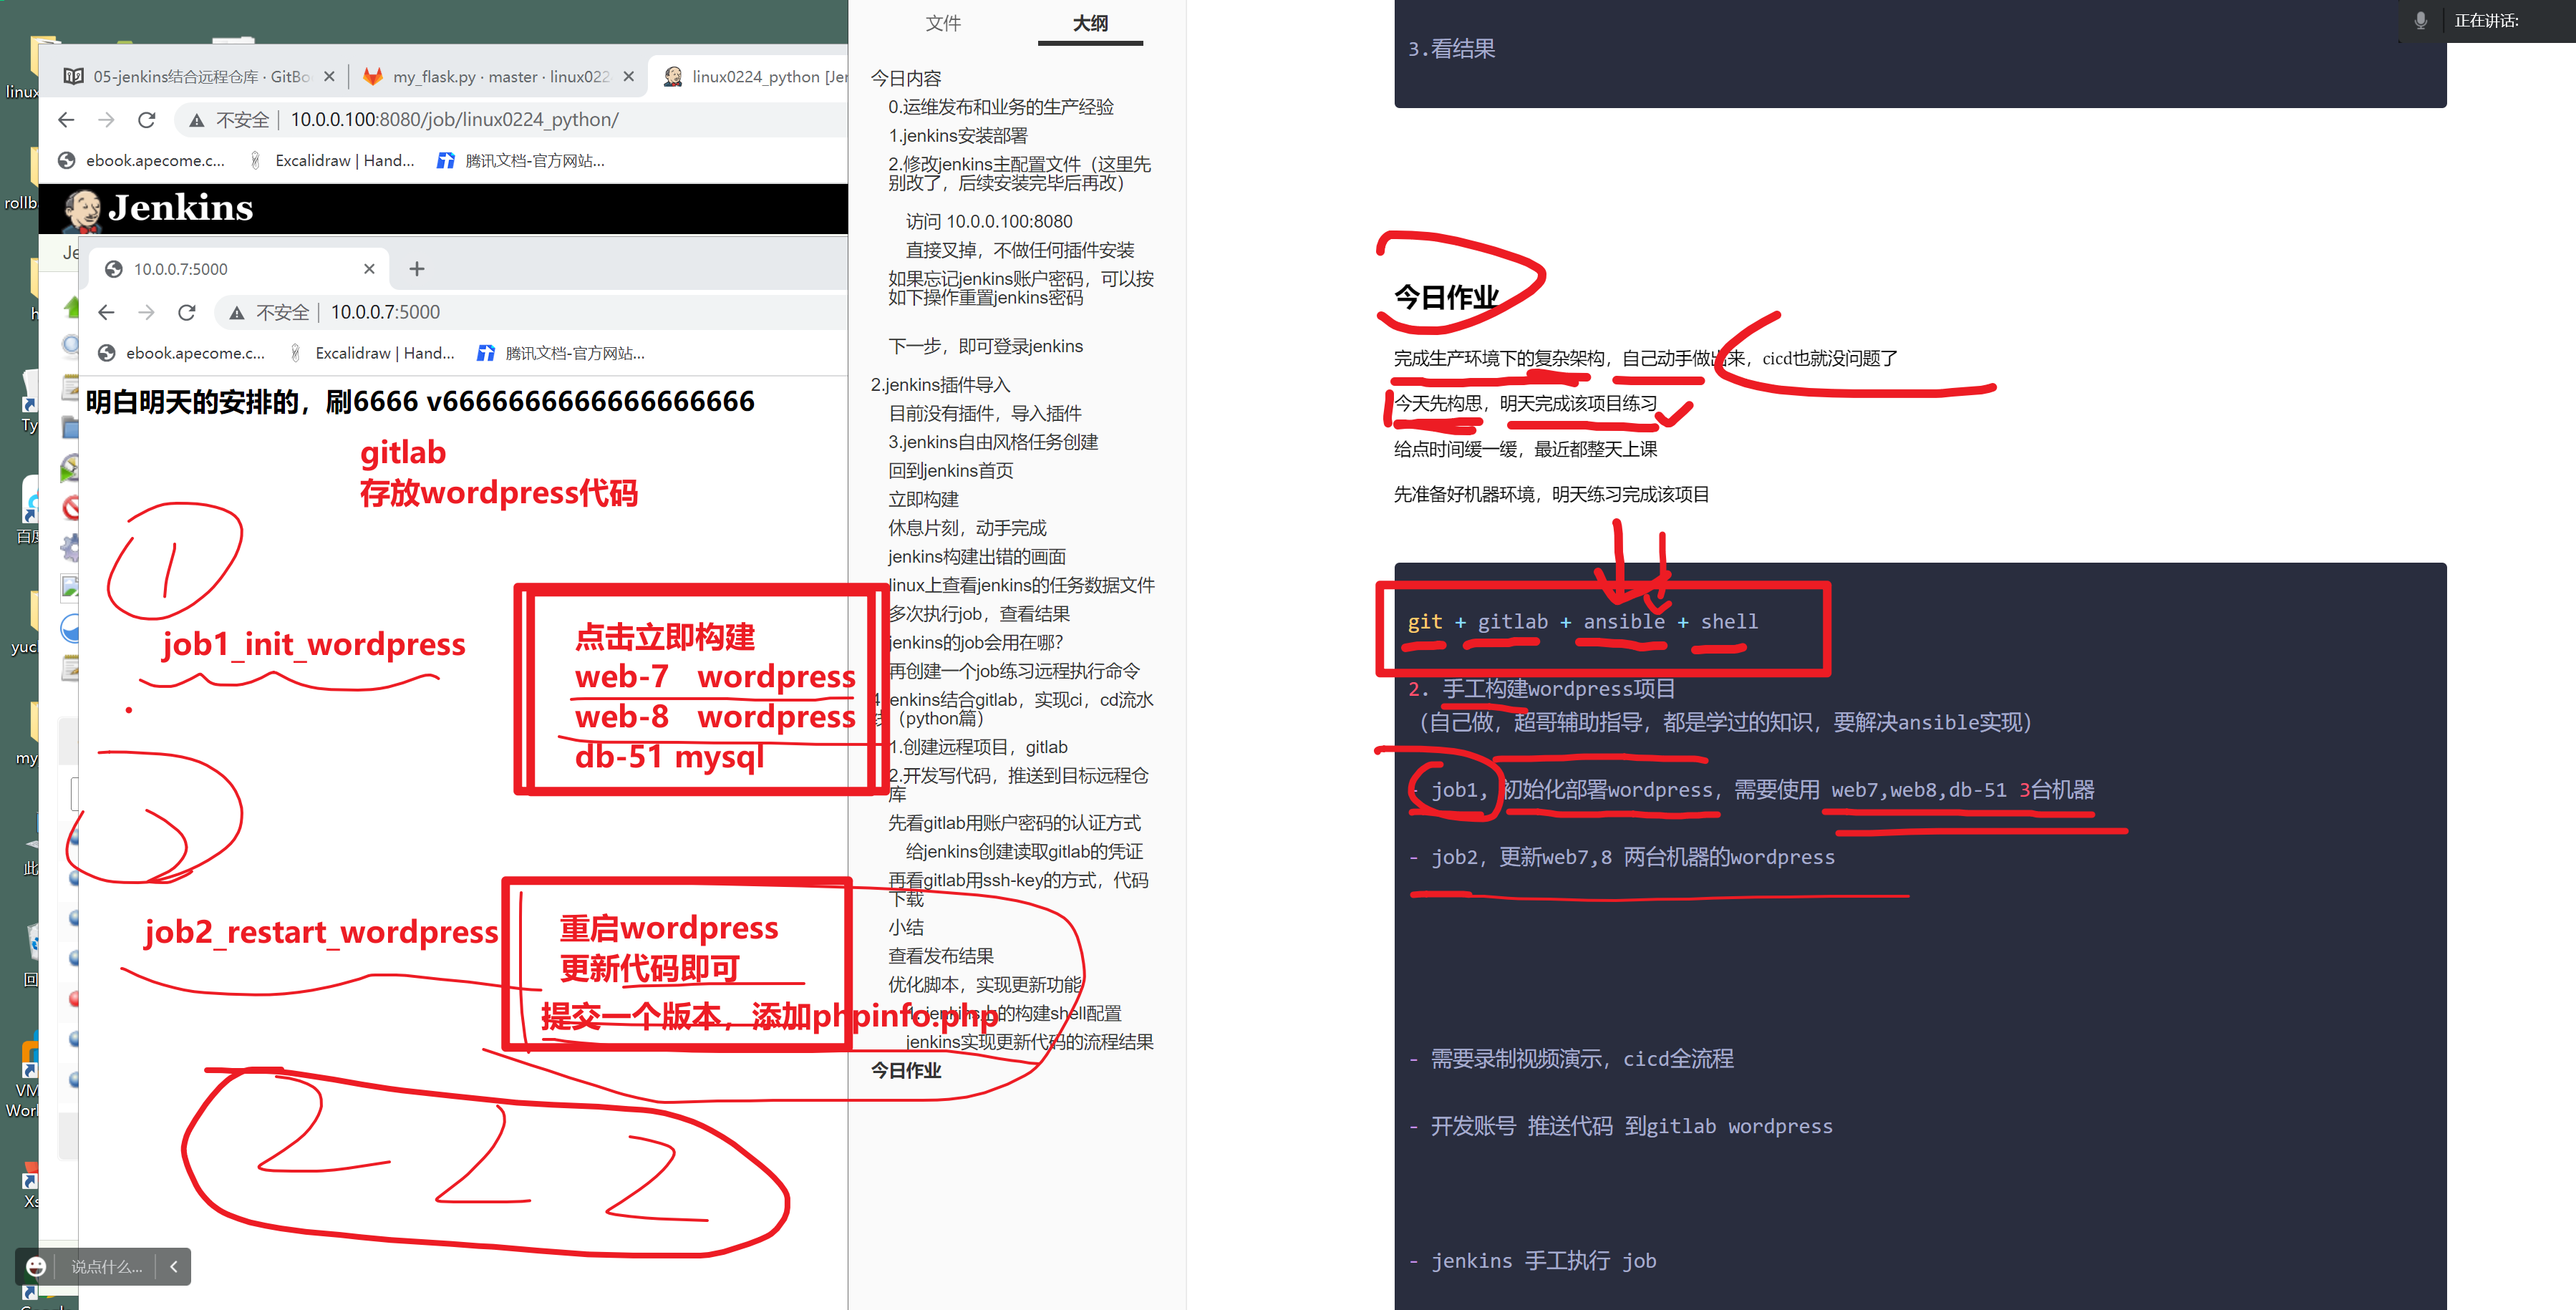 linux
rollb
h
Ty
百度
yucl
my
此
回
VM
Worl
Xs
05-jenkins结合远程仓库 · GitBo
my_flask.py · master · linux022
linux0224_python [Jen
不安全
10.0.0.100:8080/job/linux0224_python/
ebook.apecome.c...
Excalidraw | Hand...
腾讯文档-官方网站...
Jenkins
Je
10.0.0.7:5000
不安全
10.0.0.7:5000
ebook.apecome.c...
Excalidraw | Hand...
腾讯文档-官方网站...
明白明天的安排的，刷6666 v6666666666666666666
gitlab
存放wordpress代码
1
job1_init_wordpress
点击立即构建
web-7 wordpress
web-8 wordpress
db-51 mysql
job2_restart_wordpress
重启wordpress
更新代码即可
提交一个版本，添加phpinfo.php
2 2 2
说点什么...
文件
大纲
今日内容
0.运维发布和业务的生产经验
1.jenkins安装部署
2.修改jenkins主配置文件（这里先
别改了，后续安装完毕后再改）
访问 10.0.0.100:8080
直接叉掉，不做任何插件安装
如果忘记jenkins账户密码，可以按
如下操作重置jenkins密码
下一步，即可登录jenkins
2.jenkins插件导入
目前没有插件，导入插件
3.jenkins自由风格任务创建
回到jenkins首页
立即构建
休息片刻，动手完成
jenkins构建出错的画面
linux上查看jenkins的任务数据文件
多次执行job，查看结果
jenkins的job会用在哪？
再创建一个job练习远程执行命令
jenkins结合gitlab，实现ci，cd流水
（python篇）
1.创建远程项目，gitlab
2.开发写代码，推送到目标远程仓
库
先看gitlab用账户密码的认证方式
给jenkins创建读取gitlab的凭证
再看gitlab用ssh-key的方式，代码
下载
小结
查看发布结果
优化脚本，实现更新功能
1. jenkins上的构建shell配置
jenkins实现更新代码的流程结果
今日作业
正在讲话:
3.看结果
今日作业
完成生产环境下的复杂架构，自己动手做出来，cicd也就没问题了
今天先构思，明天完成该项目练习
给点时间缓一缓，最近都整天上课
先准备好机器环境，明天练习完成该项目
git + gitlab + ansible + shell
2. 手工构建wordpress项目
（自己做，超哥辅助指导，都是学过的知识，要解决ansible实现）
- job1，初始化部署wordpress，需要使用 web7,web8,db-51 3台机器
- job2，更新web7,8 两台机器的wordpress
- 需要录制视频演示，cicd全流程
- 开发账号 推送代码 到gitlab wordpress
- jenkins 手工执行 job